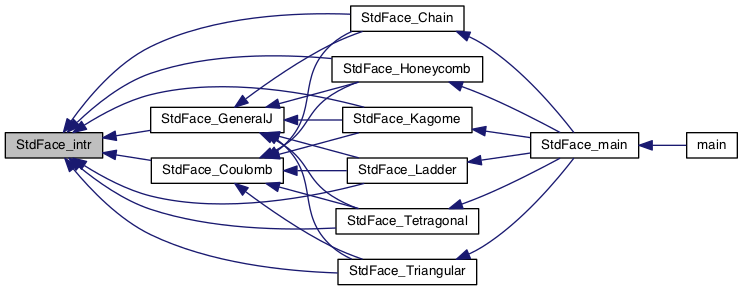 StdFace_intr
StdFace_GeneralJ
StdFace_Coulomb
StdFace_Chain
StdFace_Honeycomb
StdFace_Kagome
StdFace_Ladder
StdFace_Tetragonal
StdFace_Triangular
StdFace_main
main